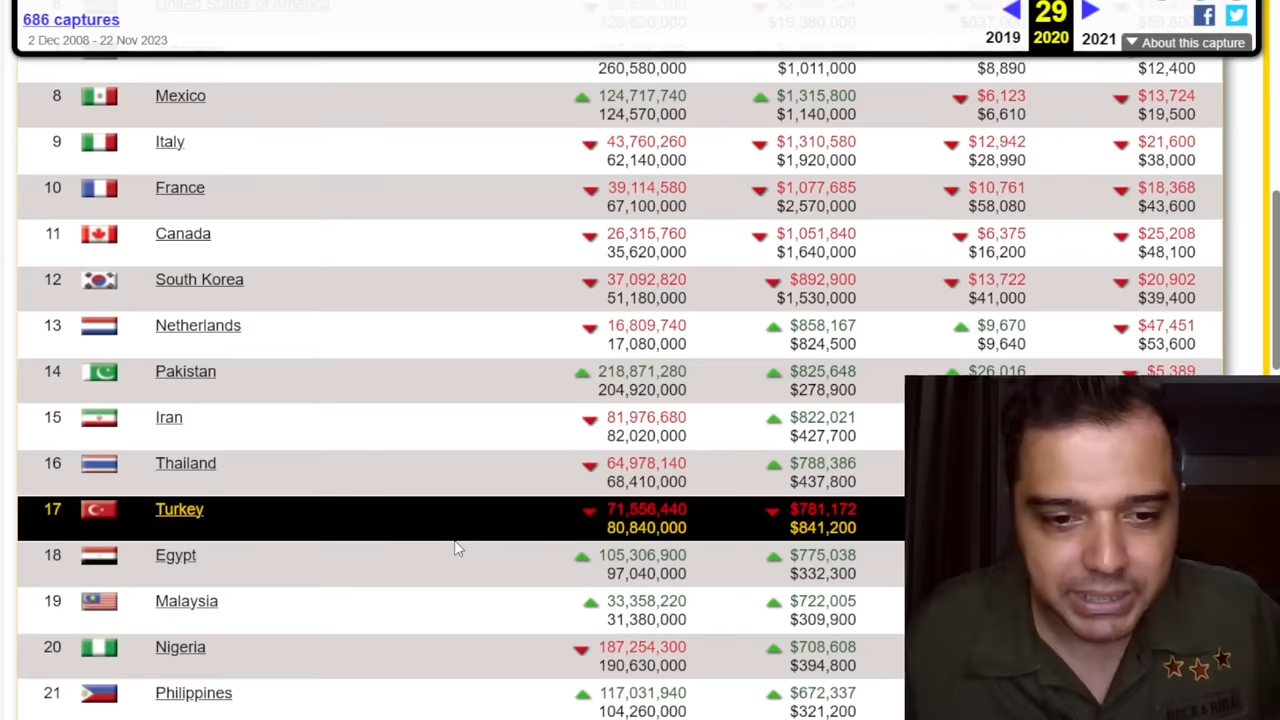 686 captures
2 Dec 2008 - 22 Nov 2023
29
2019 2020 2021 About this capture
260,580,000 $1,011,000 $8,890 $12,400
8 Mexico 124,717,740 $1,315,800 $6,123 $13,724
124,570,000 $1,140,000 $6,610 $19,500
9 Italy 43,760,260 $1,310,580 $12,942 $21,600
62,140,000 $1,920,000 $28,990 $38,000
10 France 39,114,580 $1,077,685 $10,761 $18,368
67,100,000 $2,570,000 $58,080 $43,600
11 Canada 26,315,760 $1,051,840 $6,375 $25,208
35,620,000 $1,640,000 $16,200 $48,100
12 South Korea 37,092,820 $892,900 $13,722 $20,902
51,180,000 $1,530,000 $41,000 $39,400
13 Netherlands 16,809,740 $858,167 $9,670 $47,451
17,080,000 $824,500 $9,640 $53,600
14 Pakistan 218,871,280 $825,648 $26,016 $5,389
204,920,000 $278,900
15 Iran 81,976,680 $822,021
82,020,000 $427,700
16 Thailand 64,978,140 $788,386
68,410,000 $437,800
17 Turkey 71,556,440 $781,172
80,840,000 $841,200
18 Egypt 105,306,900 $775,038
97,040,000 $332,300
19 Malaysia 33,358,220 $722,005
31,380,000 $309,900
20 Nigeria 187,254,300 $708,608
190,630,000 $394,800
21 Philippines 117,031,940 $672,337
104,260,000 $321,200